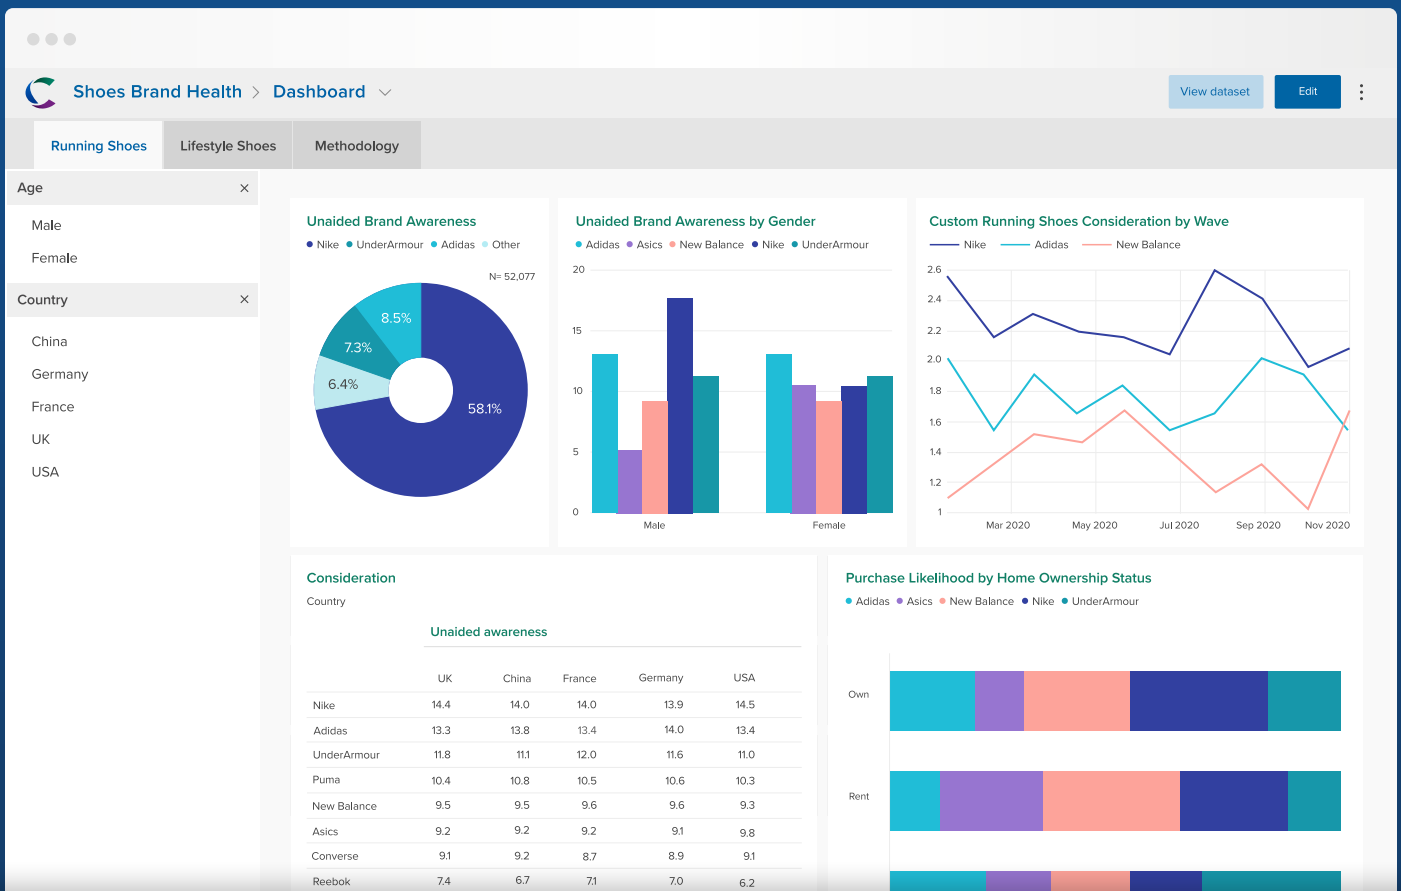 Shoes Brand Health > Dashboard
View dataset
Edit
Running Shoes
Lifestyle Shoes
Methodology
Age
Male
Female
Country
China
Germany
France
UK
USA
Unaided Brand Awareness
Nike UnderArmour Adidas Other
N= 52,077
8.5%
7.3%
6.4%
58.1%
Unaided Brand Awareness by Gender
Adidas Asics New Balance Nike UnderArmour
20
15
10
5
0
Male Female
Custom Running Shoes Consideration by Wave
Nike Adidas New Balance
2.6
2.4
2.2
2.0
1.8
1.6
1.4
1.2
1
Mar 2020 May 2020 Jul 2020 Sep 2020 Nov 2020
Consideration
Country
Unaided awareness
UK China France Germany USA
Nike 14.4 14.0 14.0 13.9 14.5
Adidas 13.3 13.8 13.4 14.0 13.4
UnderArmour 11.8 11.1 12.0 11.6 11.0
Puma 10.4 10.8 10.5 10.6 10.3
New Balance 9.5 9.5 9.6 9.6 9.3
Asics 9.2 9.2 9.2 9.1 9.8
Converse 9.1 9.2 8.7 8.9 9.1
Reebok 7.4 6.7 7.1 7.0 6.2
Purchase Likelihood by Home Ownership Status
Adidas Asics New Balance Nike UnderArmour
Own
Rent